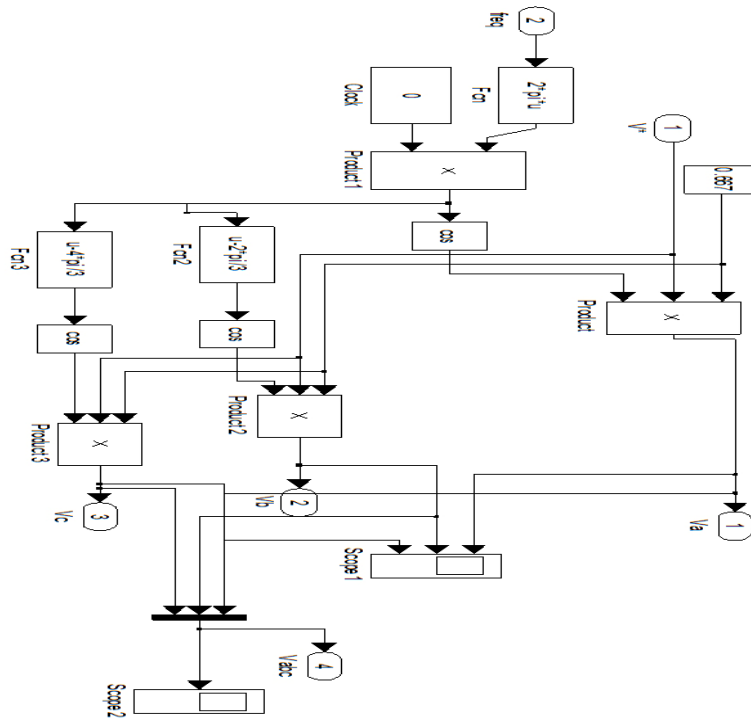 0.667
1
V*
Product
X
1
Va
2
freq
2*pi*u
Fcn
0
Clock
X
Product 1
cos
Scope 1
u-2*pi/3
Fcn2
cos
X
Product 2
2
Vb
4
Vabc
u-4*pi/3
Fcn3
cos
X
Product 3
3
Vc
Scope 2